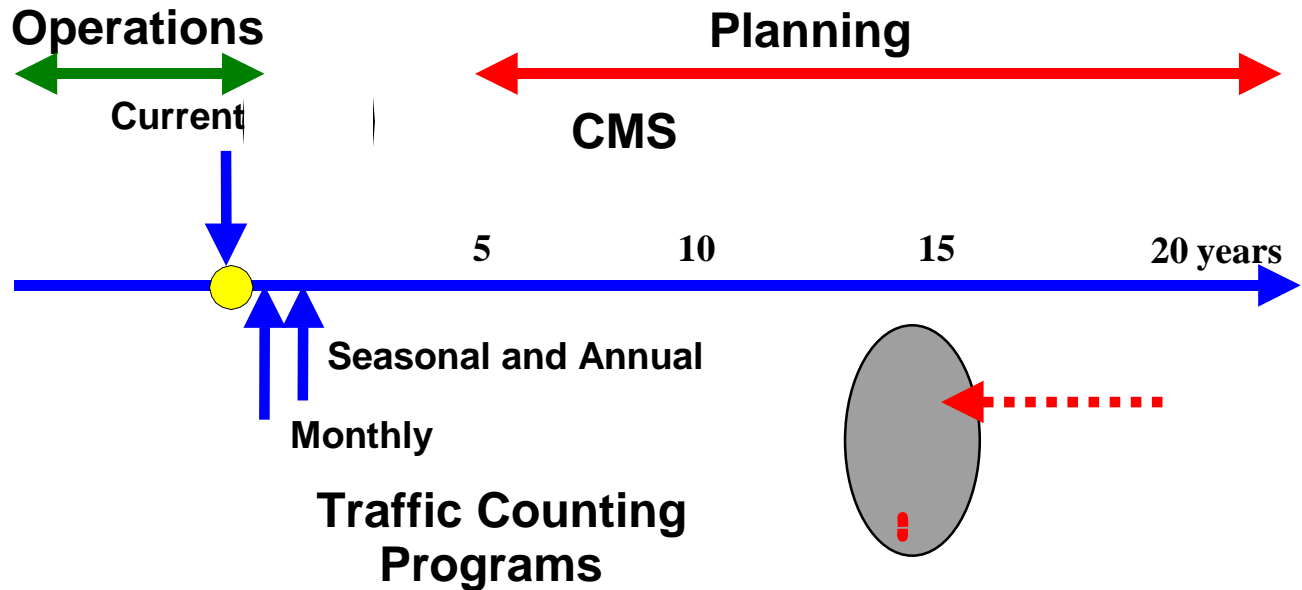 Operations
Planning
Current
CMS
5
10
15
20 years
Seasonal and Annual
Monthly
Traffic Counting
Programs